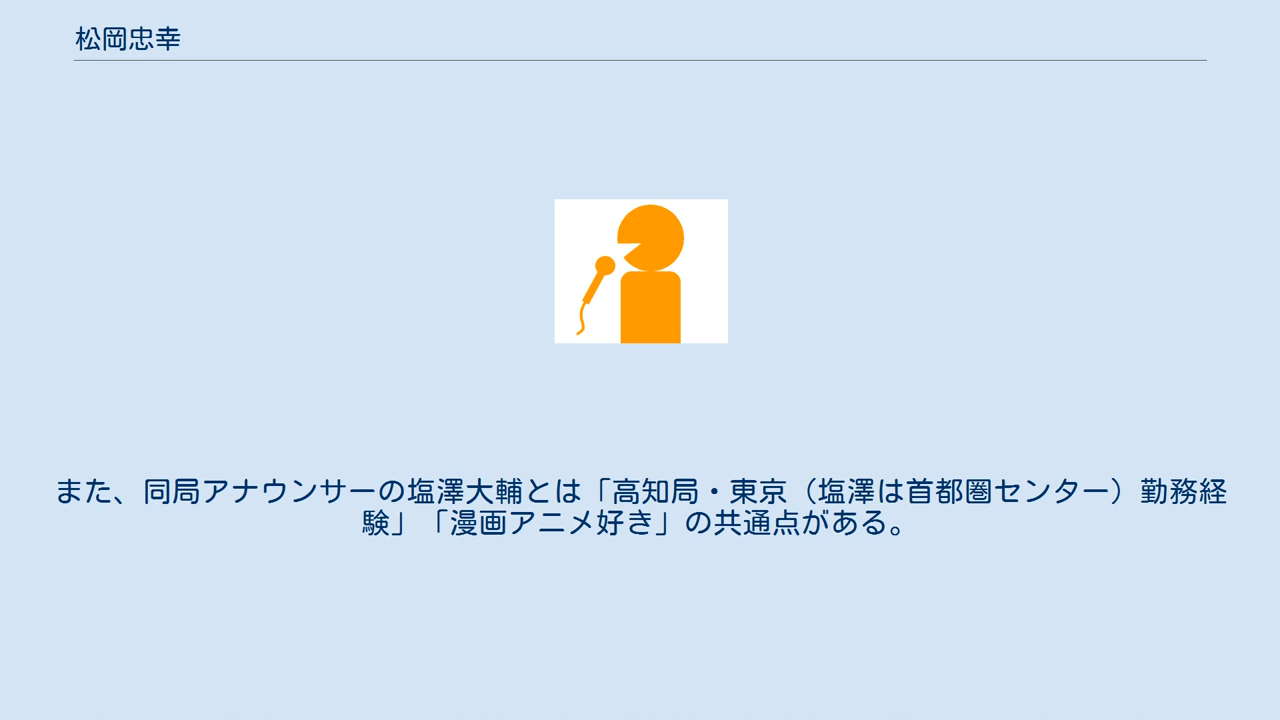 松岡忠幸
また、同局アナウンサーの塩澤大輔とは「高知局・東京（塩澤は首都圏センター）勤務経
験」「漫画アニメ好き」の共通点がある。